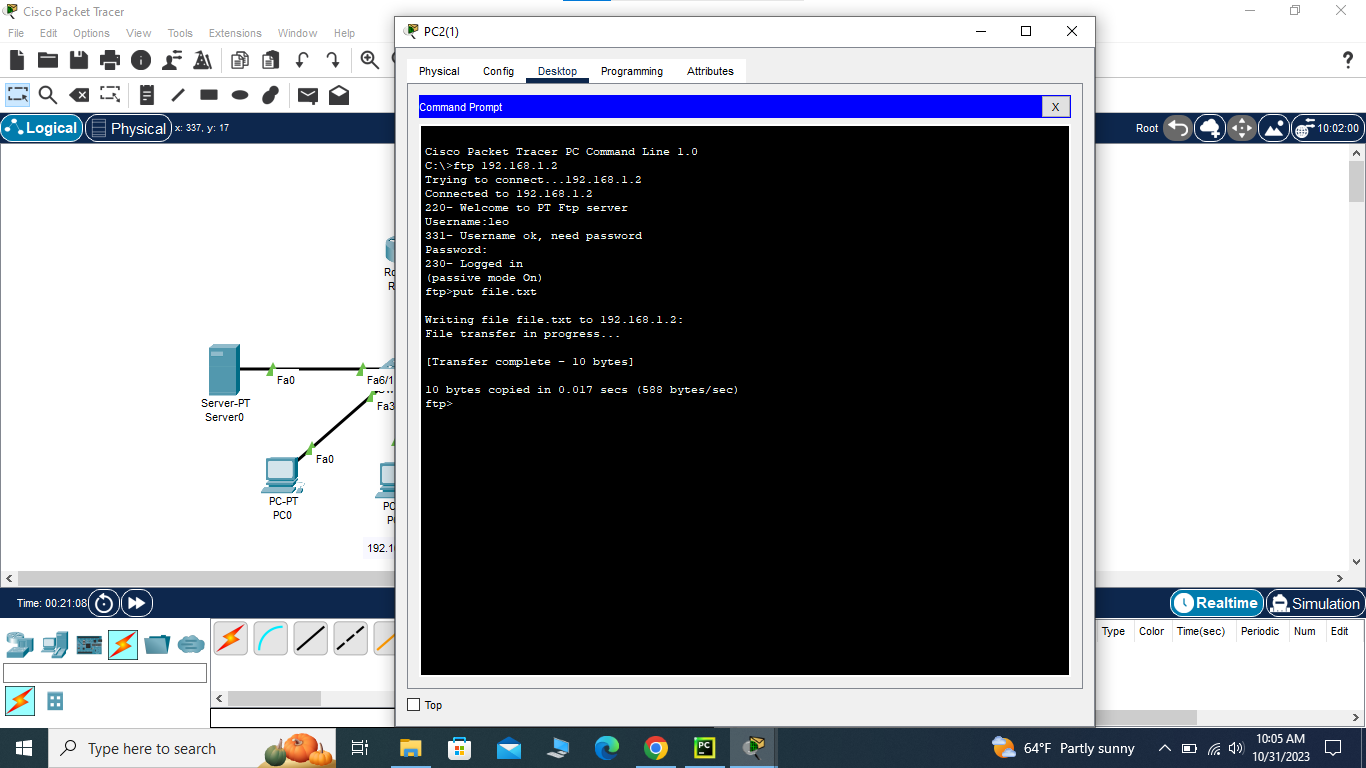 Cisco Packet Tracer
File Edit Options View Tools Extensions Window Help
?
Logical
Physical
x: 337, y: 17
Root
10:02:00
PC2(1)
Physical Config Desktop Programming Attributes
Command Prompt
X
Cisco Packet Tracer PC Command Line 1.0
C:\>ftp 192.168.1.2
Trying to connect...192.168.1.2
Connected to 192.168.1.2
220- Welcome to PT Ftp server
Username:leo
331- Username ok, need password
Password:
230- Logged in
(passive mode On)
ftp>put file.txt
Writing file file.txt to 192.168.1.2:
File transfer in progress...
[Transfer complete - 10 bytes]
10 bytes copied in 0.017 secs (588 bytes/sec)
ftp>
Top
Ro
R
Fa0
Fa6/1
Fa3
Server-PT
Server0
Fa0
PC-PT
PC0
PC
P
192.1
Time: 00:21:08
Realtime
Simulation
Type Color Time(sec) Periodic Num Edit
Type here to search
PC
64°F Partly sunny
10:05 AM
10/31/2023